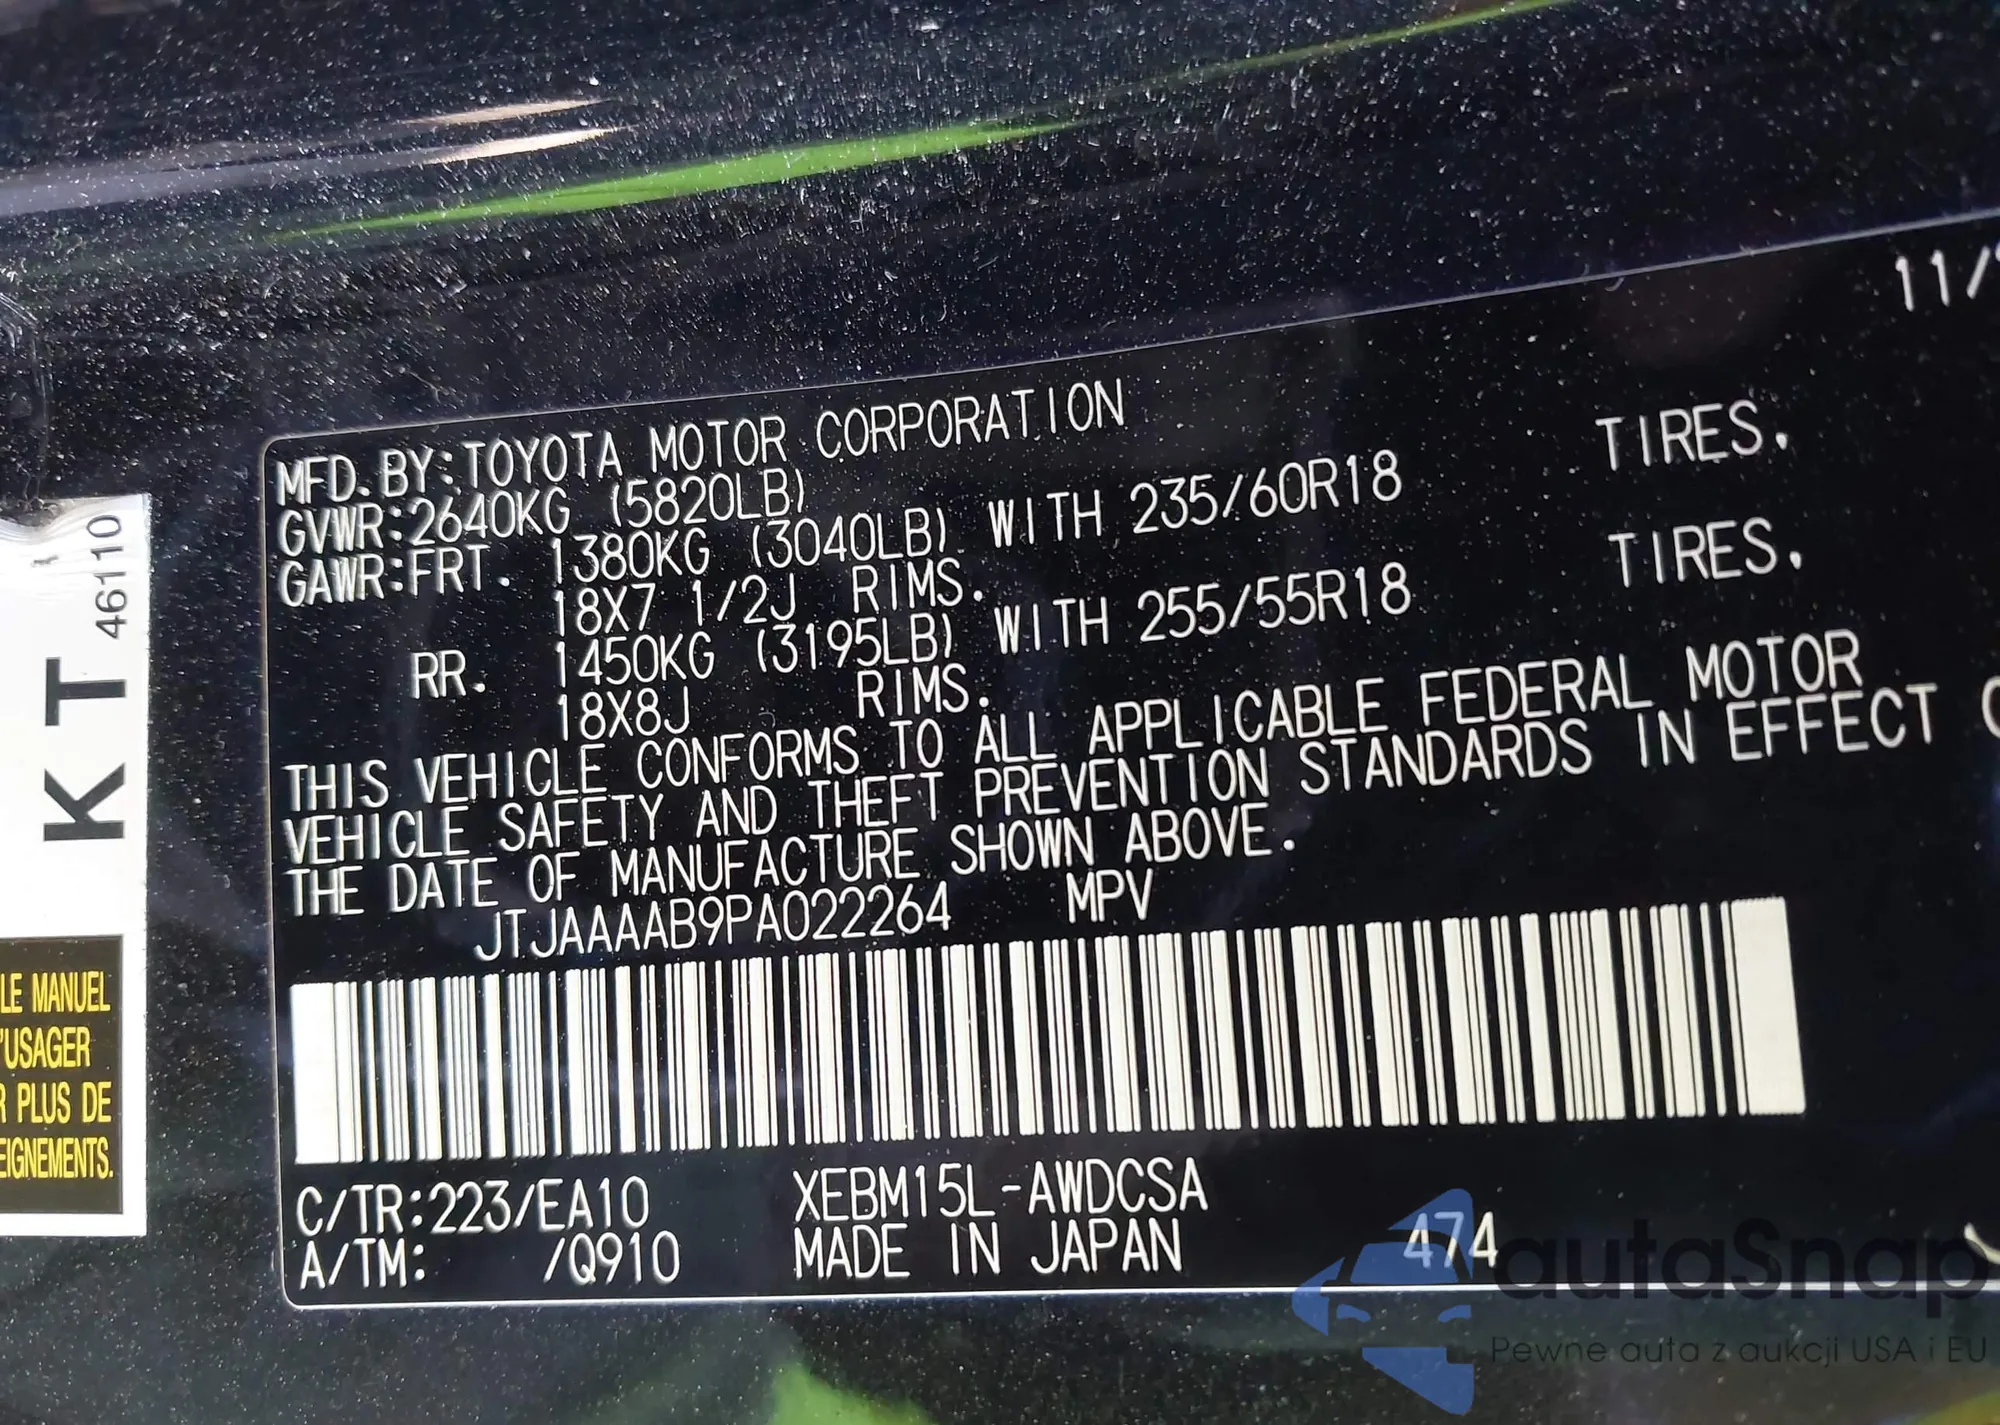 11/
MFD.BY:TOYOTA MOTOR CORPORATION
GVWR:2640KG (5820LB)
GAWR:FRT. 1380KG (3040LB) WITH 235/60R18 TIRES.
18X7 1/2J RIMS.
RR. 1450KG (3195LB) WITH 255/55R18 TIRES.
18X8J RIMS.
THIS VEHICLE CONFORMS TO ALL APPLICABLE FEDERAL MOTOR
VEHICLE SAFETY AND THEFT PREVENTION STANDARDS IN EFFECT
THE DATE OF MANUFACTURE SHOWN ABOVE.
JTJAAAAB9PA022264 MPV
C/TR:223/EA10 XEBM15L-AWDCSA
A/TM: /Q910 MADE IN JAPAN 474
KT 46110
LE MANUEL
'USAGER
R PLUS DE
EIGNEMENTS.
autoSnap
Pewne auta z aukcji USA i EU